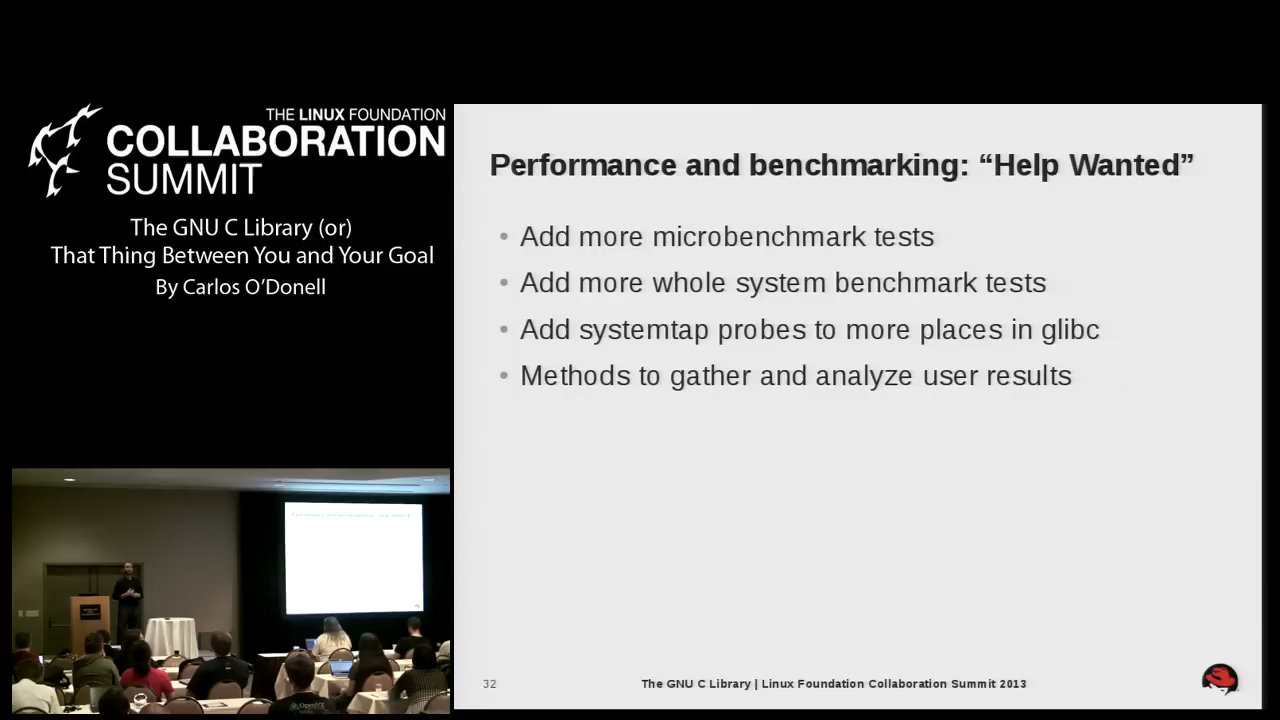 THE LINUX FOUNDATION
COLLABORATION
SUMMIT
The GNU C Library (or)
That Thing Between You and Your Goal
By Carlos O’Donell
Performance and benchmarking: “Help Wanted”
• Add more microbenchmark tests
• Add more whole system benchmark tests
• Add systemtap probes to more places in glibc
• Methods to gather and analyze user results
32
The GNU C Library | Linux Foundation Collaboration Summit 2013